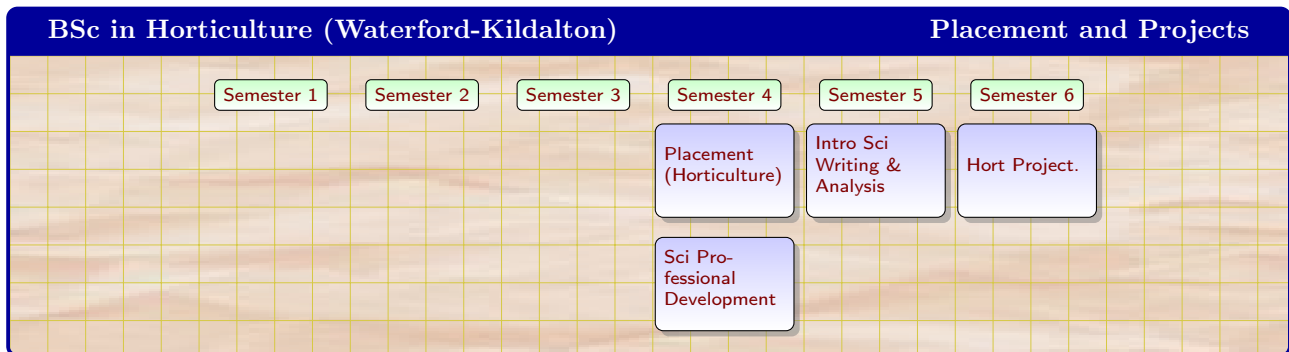 BSc in Horticulture (Waterford-Kildalton) Placement and Projects
Semester 1 Semester 2 Semester 3 Semester 4 Semester 5 Semester 6
Placement
(Horticulture)
Intro Sci
Writing &
Analysis
Hort Project.
Sci Pro-
fessional
Development